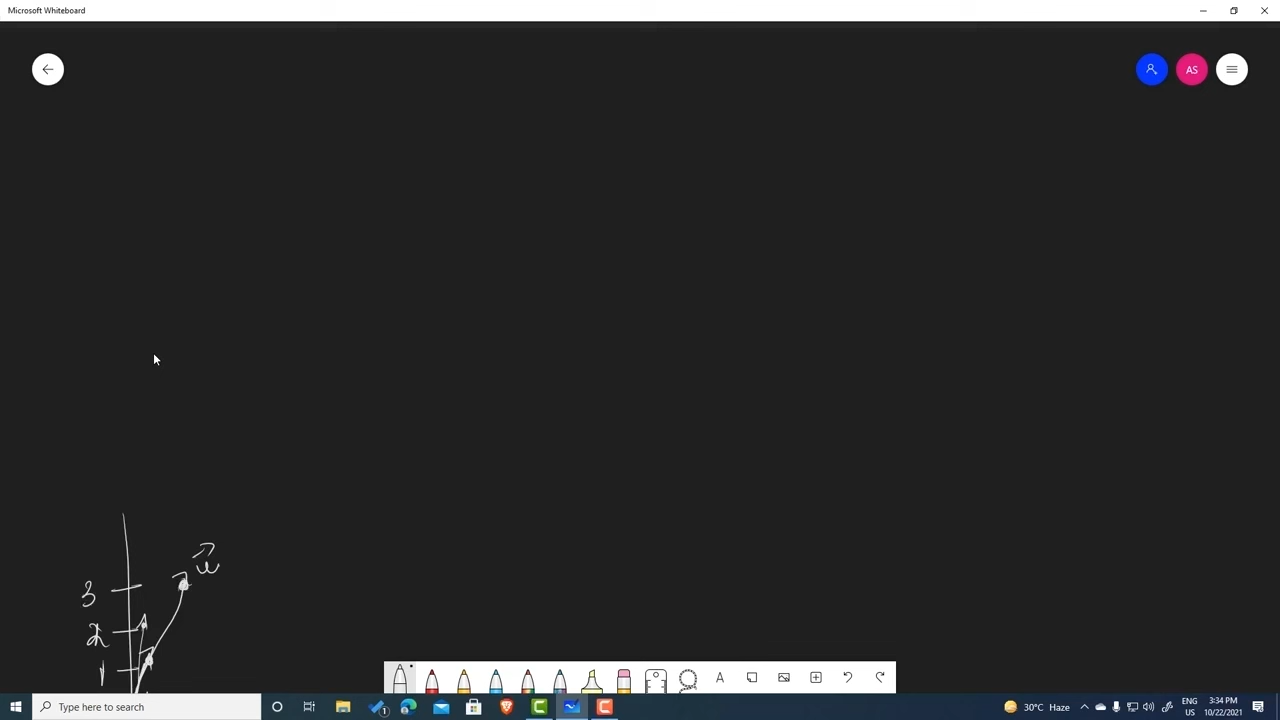 Microsoft Whiteboard
AS
u
3
2
1
A
Type here to search
1
30°C Haze
ENG
US
3:34 PM
10/22/2021